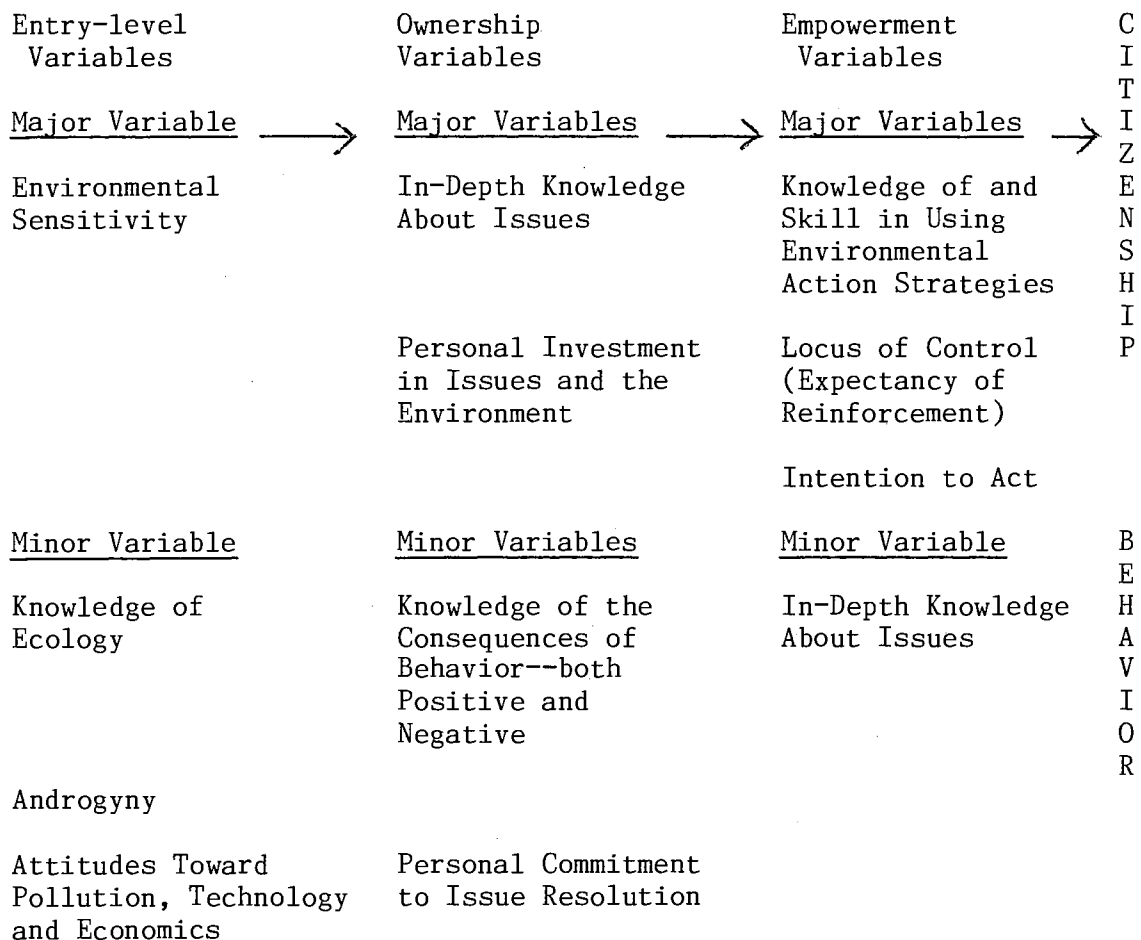 Entry-level
Variables
Major Variable
Environmental
Sensitivity
Minor Variable
Knowledge of
Ecology
Androgyny
Attitudes Toward
Pollution, Technology
and Economics
Ownership
Variables
Major Variables
In-Depth Knowledge
About Issues
Personal Investment
in Issues and the
Environment
Minor Variables
Knowledge of the
Consequences of
Behavior--both
Positive and
Negative
Personal Commitment
to Issue Resolution
Empowerment
Variables
Major Variables
Knowledge of and
Skill in Using
Environmental
Action Strategies
Locus of Control
(Expectancy of
Reinforcement)
Intention to Act
Minor Variable
In-Depth Knowledge
About Issues
CITIZENSHIP
BEHAVIOR